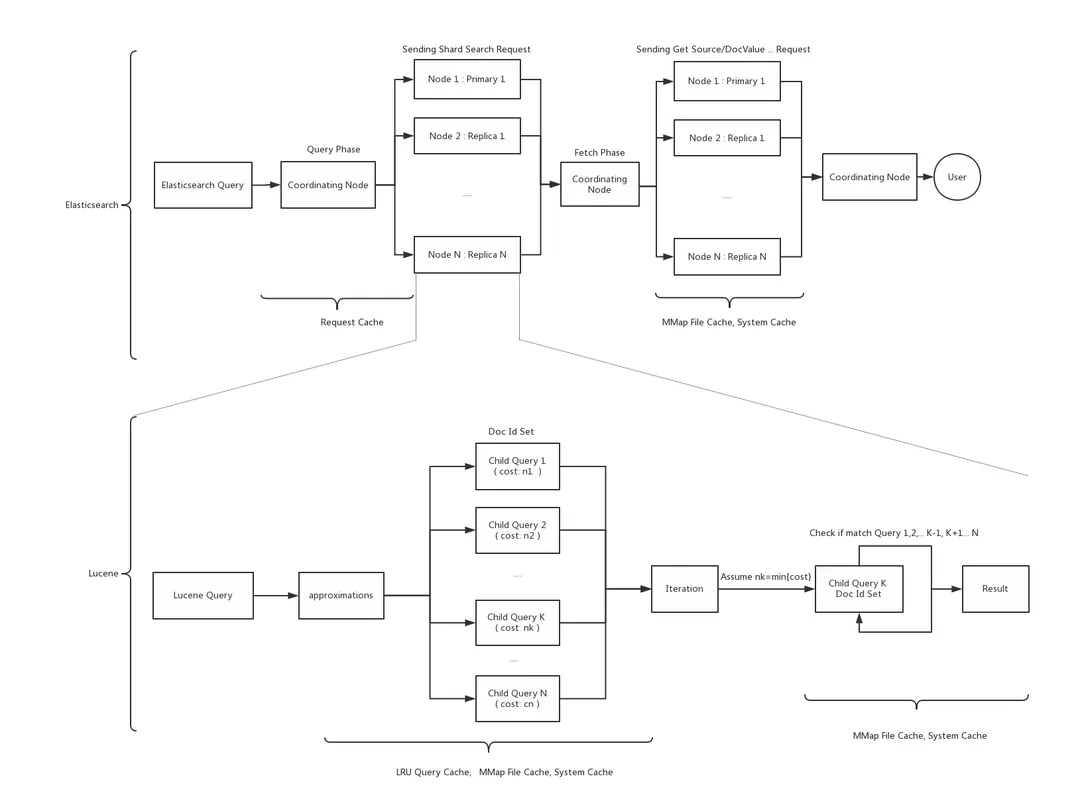 Sending Shard Search Request
Sending Get Source/DocValue ... Request
Node 1 : Primary 1
Node 1 : Primary 1
Node 2 : Replica 1
Node 2 : Replica 1
Query Phase
Fetch Phase
Elasticsearch Query
Coordinating Node
Coordinating
Node
Coordinating Node
User
Elasticsearch
.....
.....
Node N : Replica N
Node N : Replica N
Request Cache
MMap File Cache, System Cache
Doc Id Set
Child Query 1
( cost: n1 )
Child Query 2
( cost: n2 )
....
Check if match Query 1,2,... K-1, K+1... N
Assume nk=min{cost}
Lucene
Lucene Query
approximations
Iteration
Child Query K
Doc Id Set
Result
Child Query K
( cost: nk )
....
Child Query N
( cost: cn )
MMap File Cache, System Cache
LRU Query Cache, MMap File Cache, System Cache